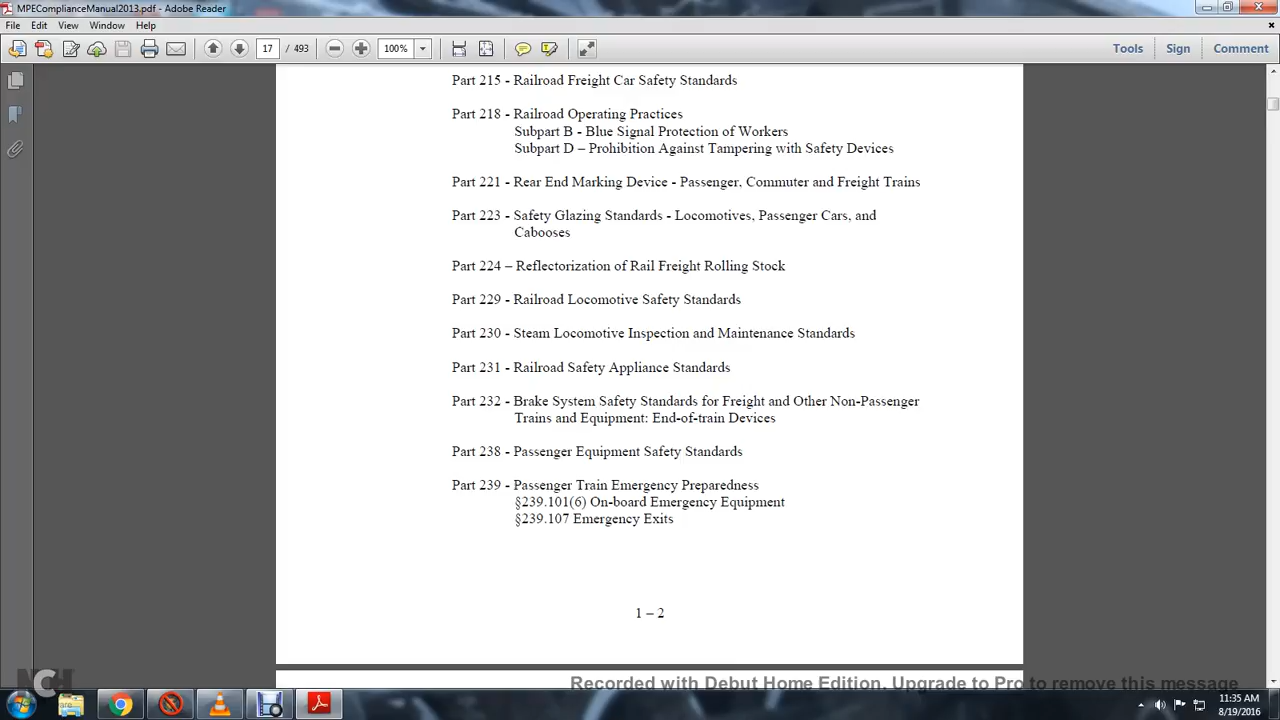 MPEComplianceManual2013.pdf - Adobe Reader
File Edit View Window Help
17 / 493 100% Tools Sign Comment
Part 215 - Railroad Freight Car Safety Standards
Part 218 - Railroad Operating Practices
Subpart B - Blue Signal Protection of Workers
Subpart D – Prohibition Against Tampering with Safety Devices
Part 221 - Rear End Marking Device - Passenger, Commuter and Freight Trains
Part 223 - Safety Glazing Standards - Locomotives, Passenger Cars, and
Cabooses
Part 224 – Reflectorization of Rail Freight Rolling Stock
Part 229 - Railroad Locomotive Safety Standards
Part 230 - Steam Locomotive Inspection and Maintenance Standards
Part 231 - Railroad Safety Appliance Standards
Part 232 - Brake System Safety Standards for Freight and Other Non-Passenger
Trains and Equipment: End-of-train Devices
Part 238 - Passenger Equipment Safety Standards
Part 239 - Passenger Train Emergency Preparedness
§239.101(6) On-board Emergency Equipment
§239.107 Emergency Exits
1 – 2
Recorded with Debut Home Edition. Upgrade to Pro to remove this message
11:35 AM
8/19/2016